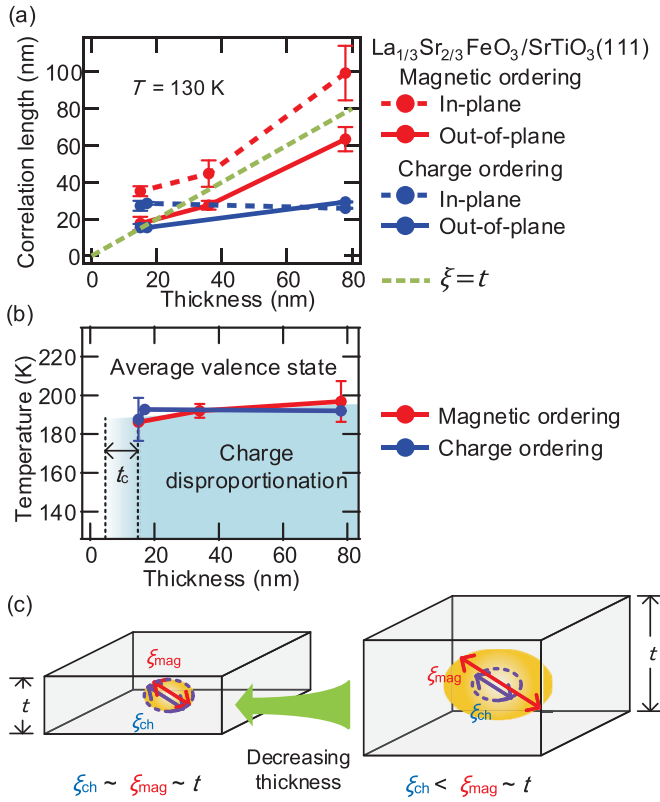 (a)
Correlation length (nm)
100
80
60
40
20
0
T = 130 K
0 20 40 60 80
Thickness (nm)
La1/3Sr2/3FeO3/SrTiO3(111)
Magnetic ordering
In-plane
Out-of-plane
Charge ordering
In-plane
Out-of-plane
ξ=t
(b)
Temperature (K)
220
200
180
160
140
Average valence state
tc
Charge
disproportionation
0 20 40 60 80
Thickness (nm)
Magnetic ordering
Charge ordering
(c)
t
ξmag
ξch
ξch ~ ξmag ~ t
Decreasing
thickness
ξmag
ξch
t
ξch < ξmag ~ t